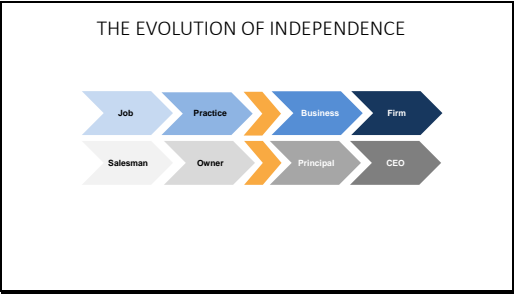 THE EVOLUTION OF INDEPENDENCE
Job Practice Business Firm
Salesman Owner Principal CEO